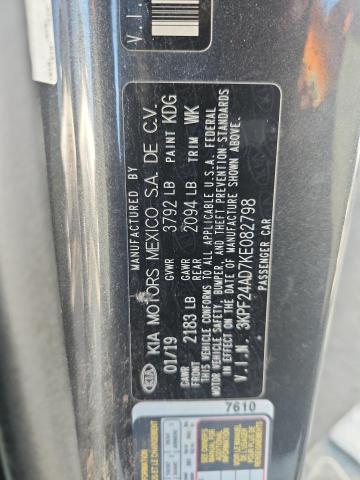 MANUFACTURED BY
KIA KIA MOTORS MEXICO S.A. DE C.V.
01/19 GVWR 3792 LB PAINT KDG
GAWR FRONT 2183 LB GAWR REAR 2094 LB TRIM WK
THIS VEHICLE CONFORMS TO ALL APPLICABLE U.S.A. FEDERAL
MOTOR VEHICLE SAFETY, BUMPER, AND THEFT PREVENTION STANDARDS
IN EFFECT ON THE DATE OF MANUFACTURE SHOWN ABOVE.
V.I.N. 3KPF24AD7KE082798
PASSENGER CAR
7610
V.I.